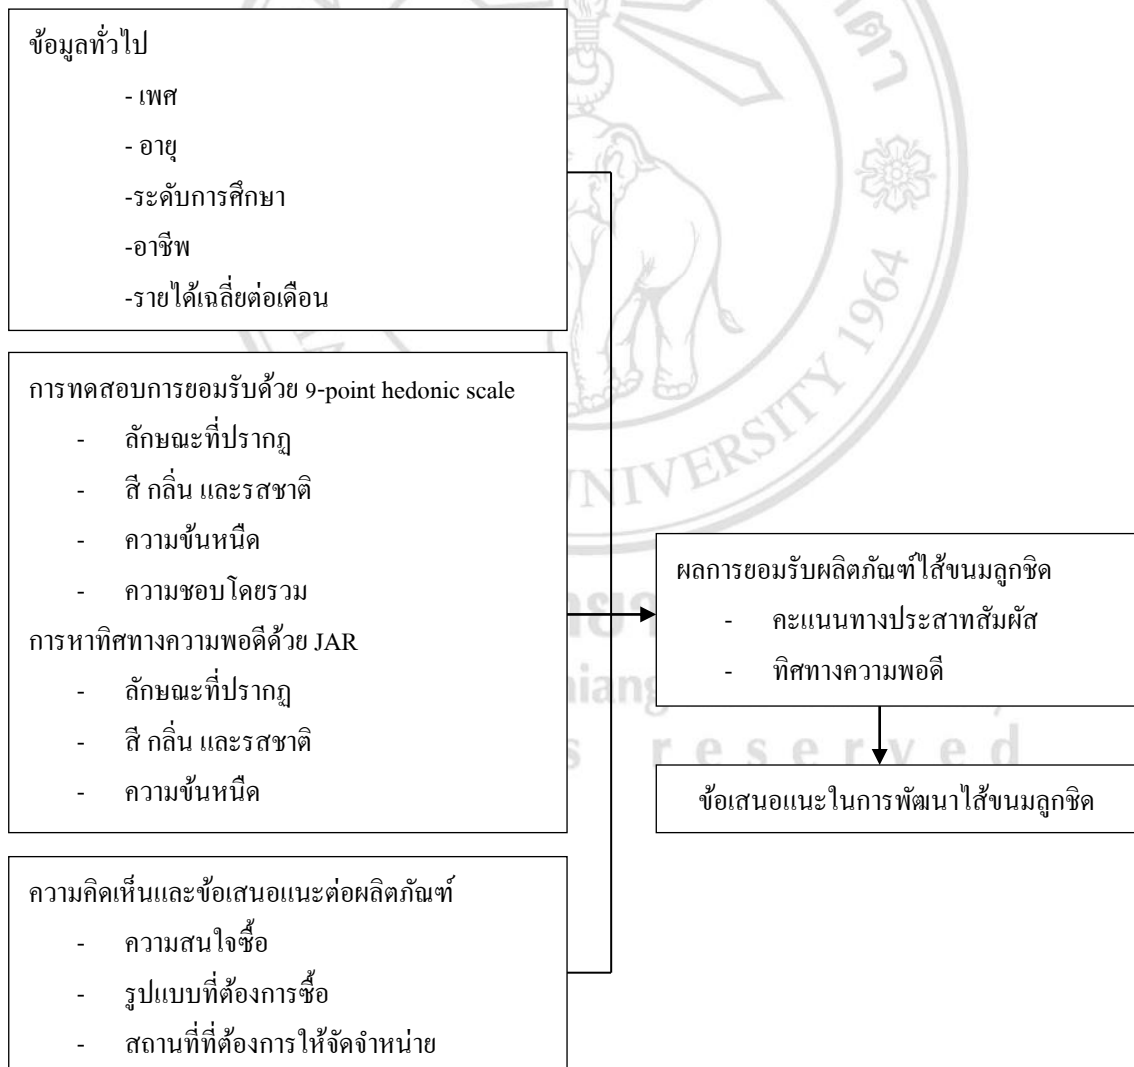 ข้อมูลทั่วไป
- เพศ
- อายุ
-ระดับการศึกษา
-อาชีพ
-รายได้เฉลี่ยต่อเดือน
การทดสอบการยอมรับด้วย 9-point hedonic scale
- ลักษณะที่ปรากฏ
- สี กลิ่น และรสชาติ
- ความข้นหนืด
- ความชอบโดยรวม
การหาทิศทางความพอดีด้วย JAR
- ลักษณะที่ปรากฏ
- สี กลิ่น และรสชาติ
- ความข้นหนืด
ความคิดเห็นและข้อเสนอแนะต่อผลิตภัณฑ์
- ความสนใจซื้อ
- รูปแบบที่ต้องการซื้อ
- สถานที่ที่ต้องการให้จัดจำหน่าย
ผลการยอมรับผลิตภัณฑ์ไส้ขนมลูกชิด
- คะแนนทางประสาทสัมผัส
- ทิศทางความพอดี
ข้อเสนอแนะในการพัฒนาไส้ขนมลูกชิด
UNIVERSITY 1964
reserved